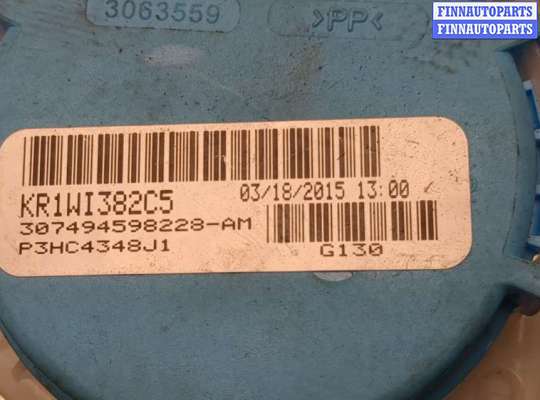 3063559
>PP<
FINNAUTOPARTS
FINNAUTOPARTS
KR1WI382C5
03/18/2015 13:00
307494598228-AM
P3HC4348J1
G130